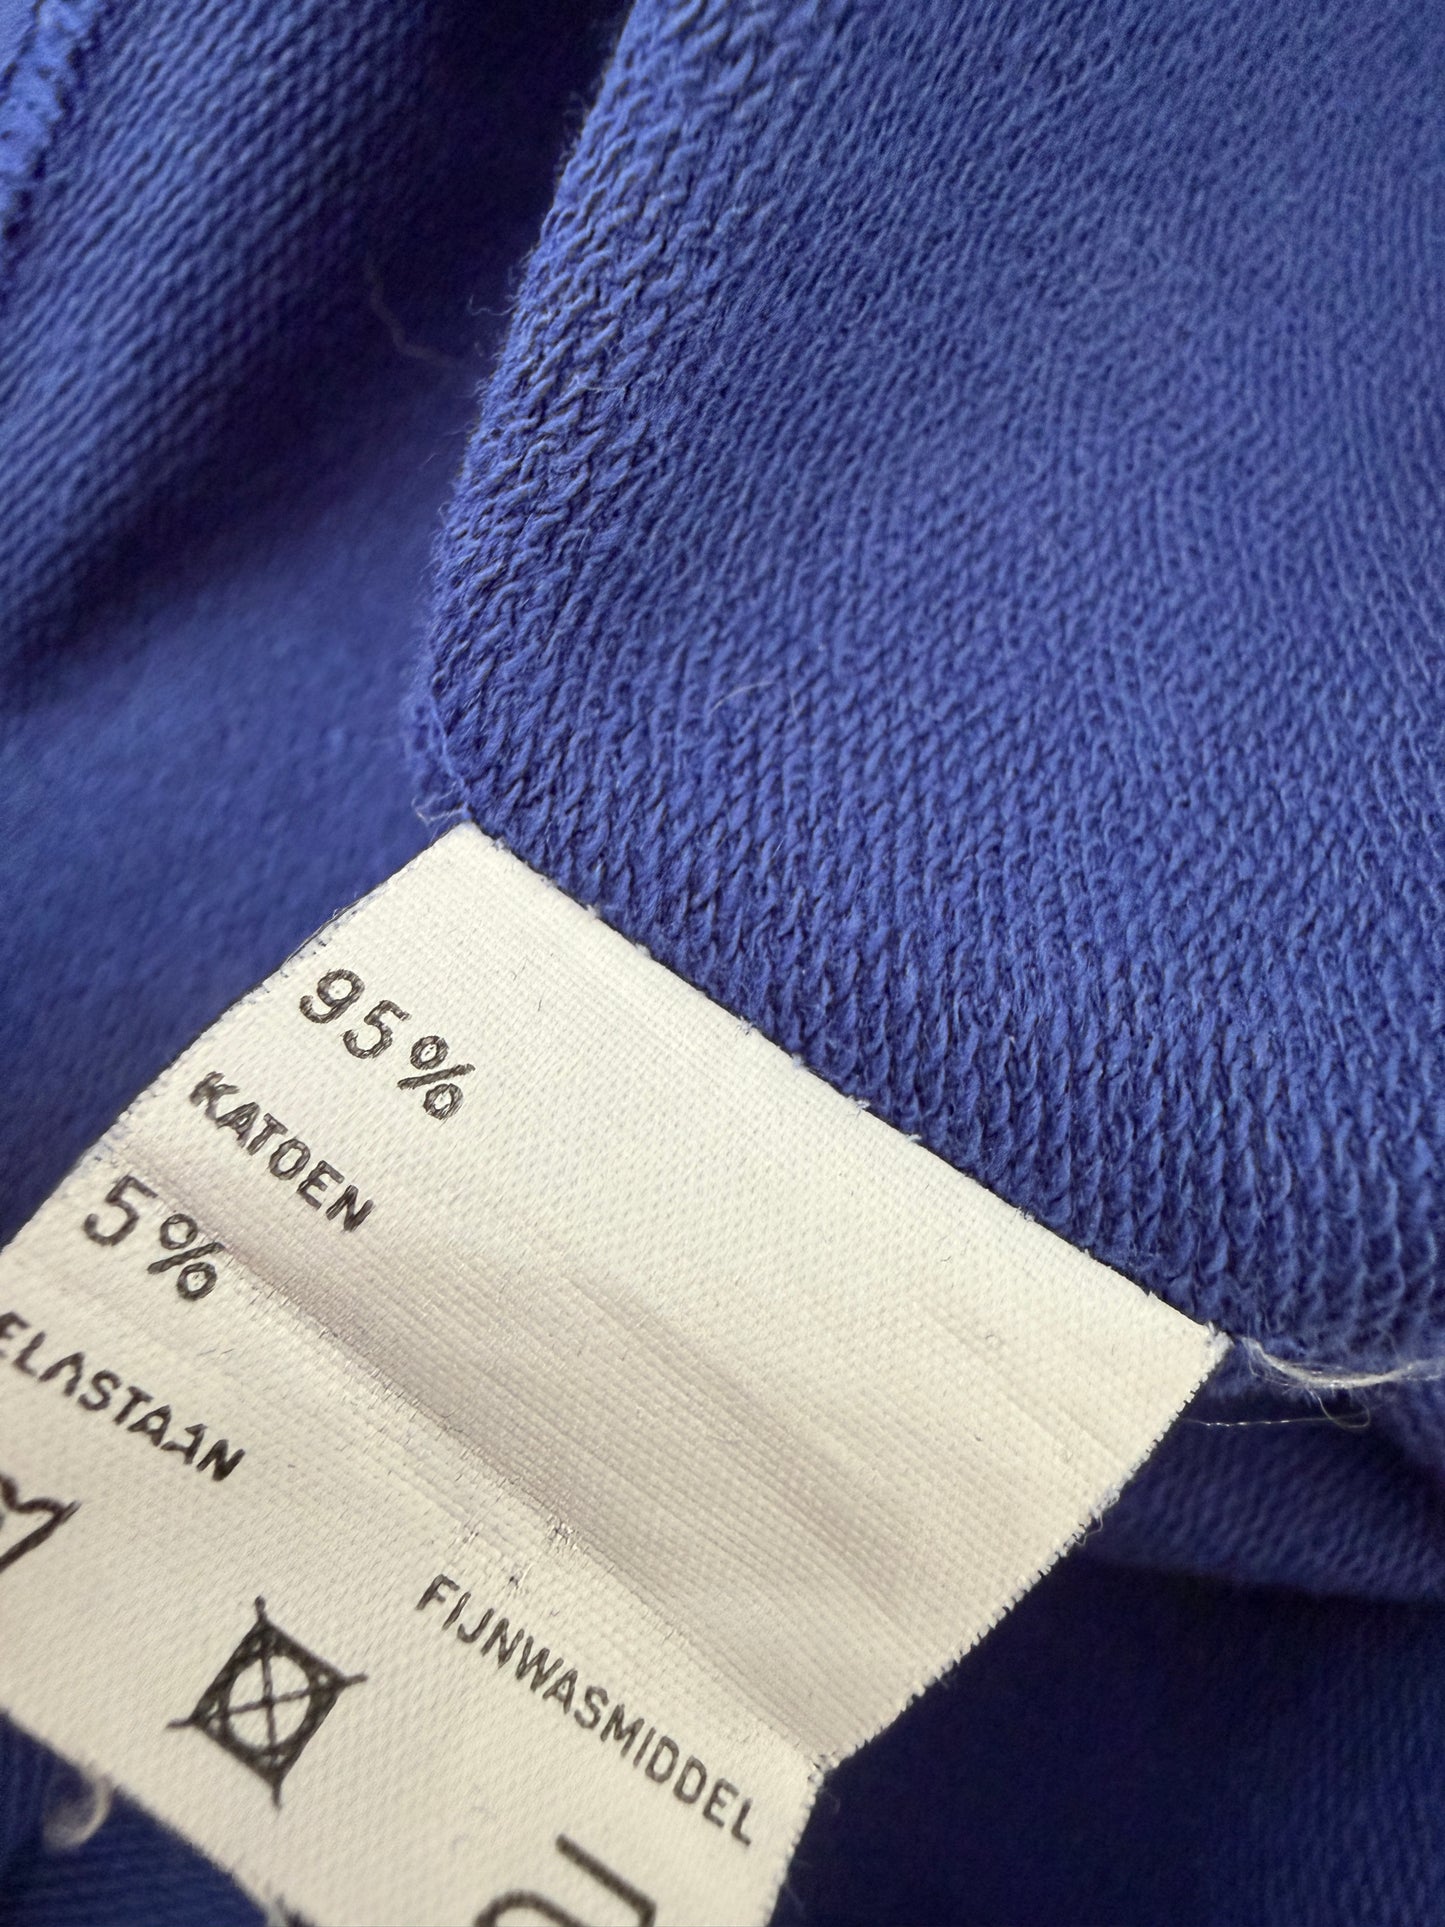 95%
KATOEN
5%
ELASTAAN
FIJNWASMIDDEL